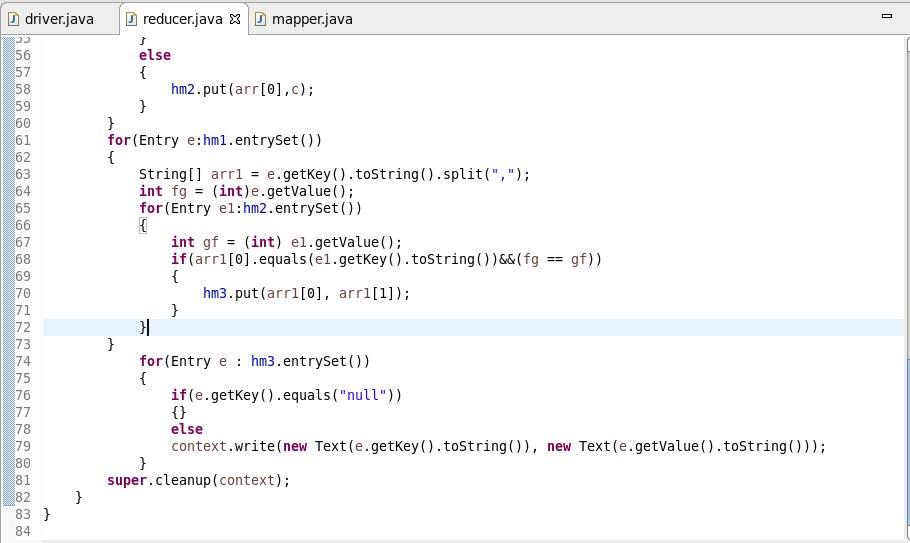 driver.java reducer.java mapper.java
55 }
56 else
57 {
58 hm2.put(arr[0],c);
59 }
60 }
61 for(Entry e:hm1.entrySet())
62 {
63 String[] arr1 = e.getKey().toString().split(",");
64 int fg = (int)e.getValue();
65 for(Entry e1:hm2.entrySet())
66 {
67 int gf = (int) e1.getValue();
68 if(arr1[0].equals(e1.getKey().toString())&&(fg == gf))
69 {
70 hm3.put(arr1[0], arr1[1]);
71 }
72 }
73 }
74 for(Entry e : hm3.entrySet())
75 {
76 if(e.getKey().equals("null"))
77 {}
78 else
79 context.write(new Text(e.getKey().toString()), new Text(e.getValue().toString()));
80 }
81 super.cleanup(context);
82 }
83 }
84